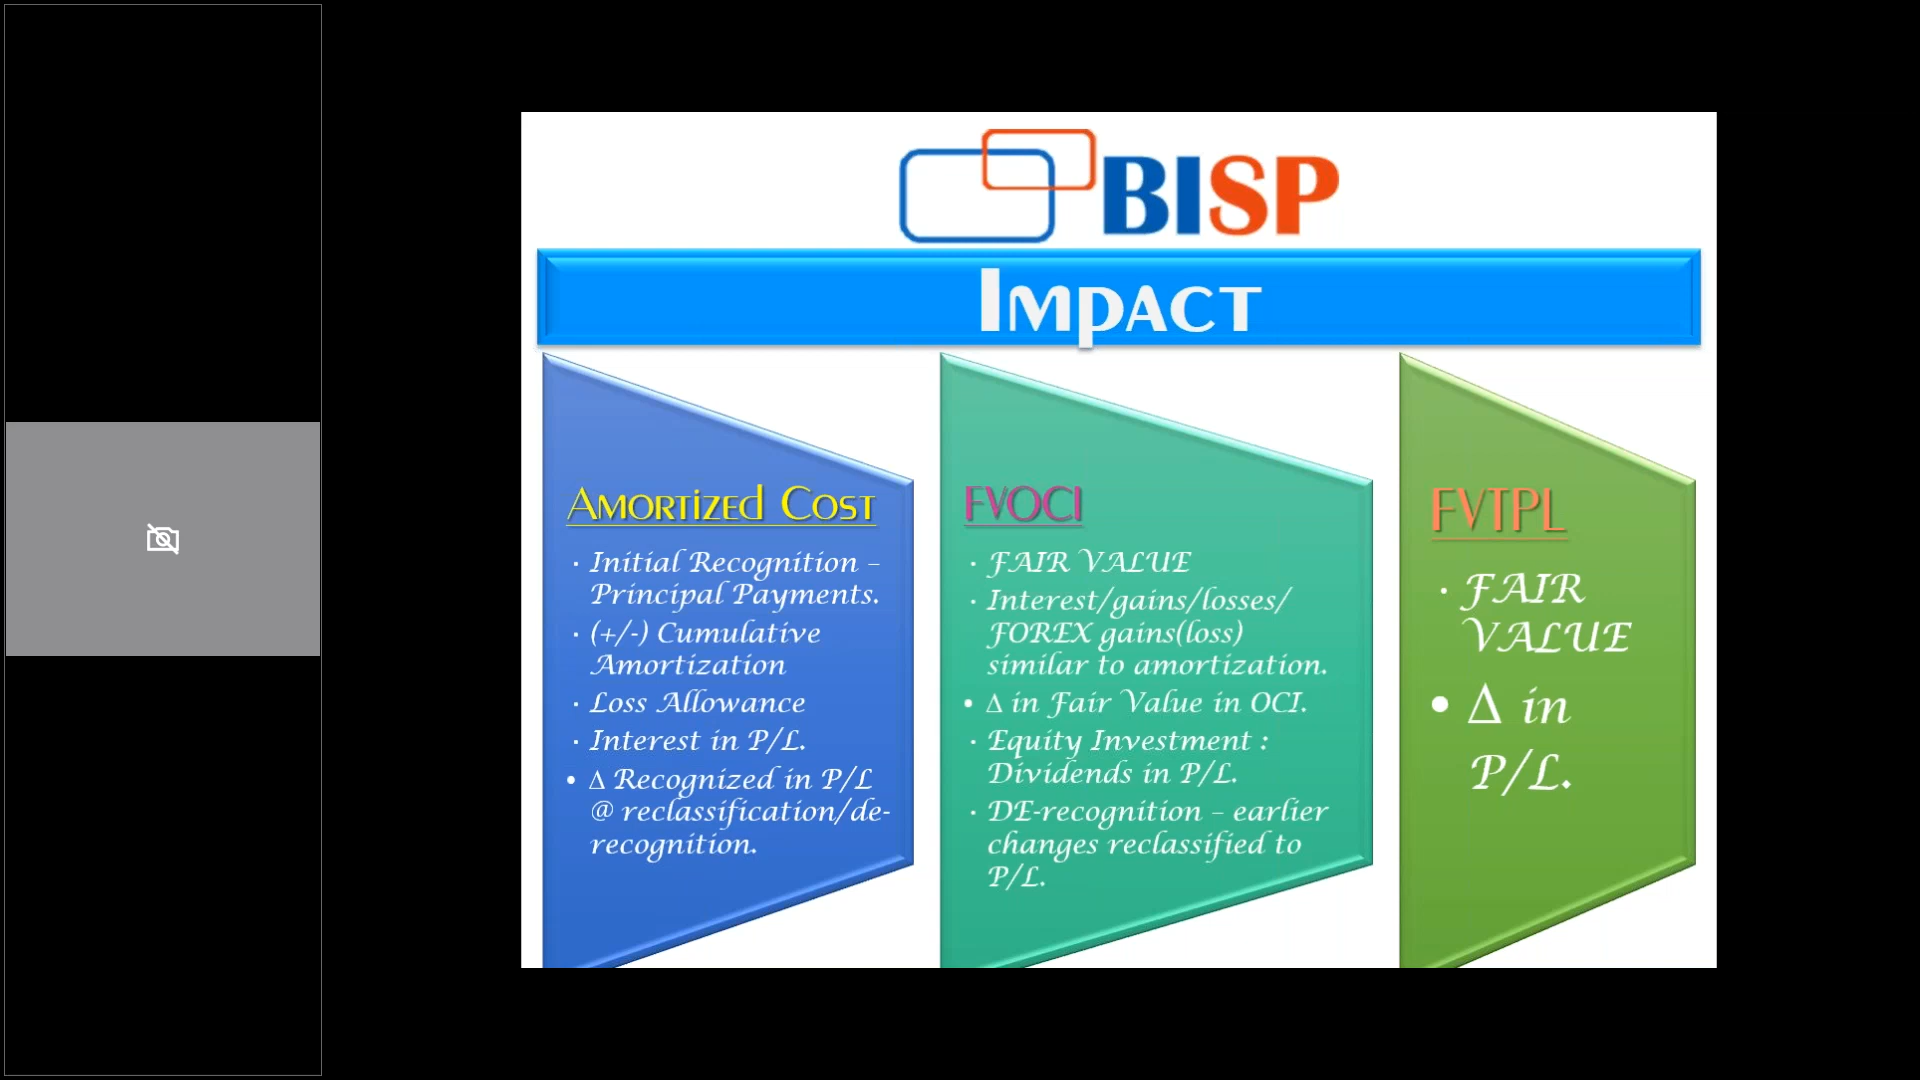 BISP
Impact
Amortized Cost
· Initial Recognition –
Principal Payments.
· (+/-) Cumulative
Amortization
· Loss Allowance
· Interest in P/L.
• Δ Recognized in P/L
@ reclassification/de-
recognition.
FVOCI
· FAIR VALUE
· Interest/gains/losses/
FOREX gains(loss)
similar to amortization.
• Δ in Fair Value in OCI.
· Equity Investment :
Dividends in P/L.
· DE-recognition – earlier
changes reclassified to
P/L.
FVTPL
· FAIR
VALUE
• Δ in
P/L.